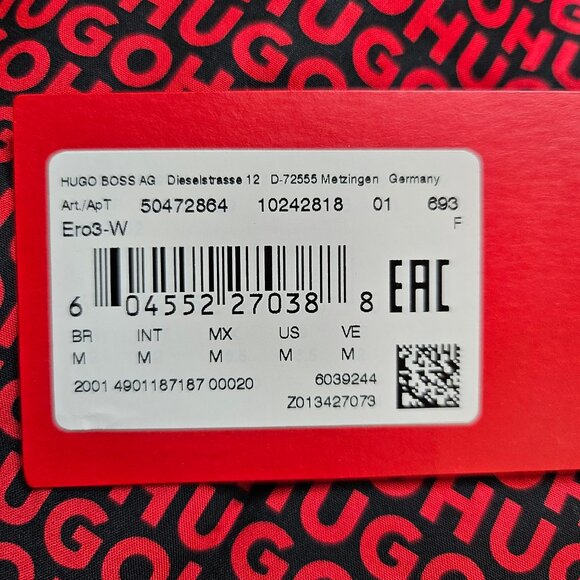 HUGO BOSS AG Dieselstrasse 12 D-72555 Metzingen Germany
Art./ApT 50472864 10242818 01 693
Ero3-W F
6 04552 27038 8 EAC
BR INT MX US VE
M M M M M
2001 4901187187 00020 6039244
Z013427073
HUGO